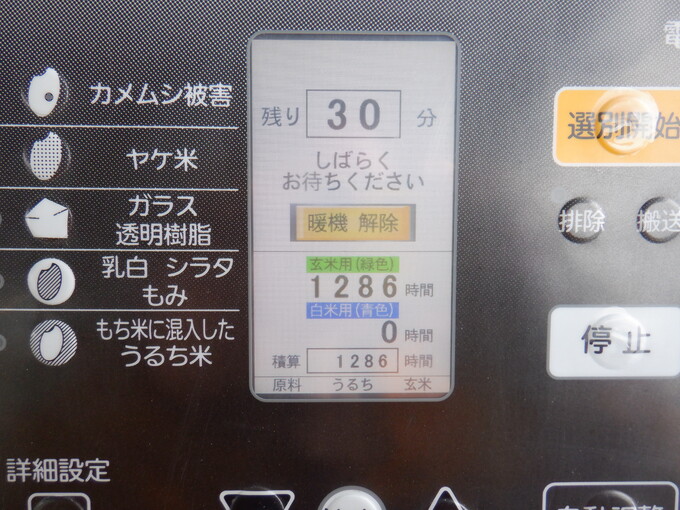 カメムシ被害
ヤケ米
ガラス
透明樹脂
乳白 シラタ
もみ
もち米に混入した
うるち米
詳細設定
残り 30 分
しばらく
お待ちください
暖機 解除
玄米用(緑色)
1286 時間
白米用(青色)
0 時間
積算 1286 時間
原料 うるち 玄米
電
選別開始
排除 搬送
停止
自動調整